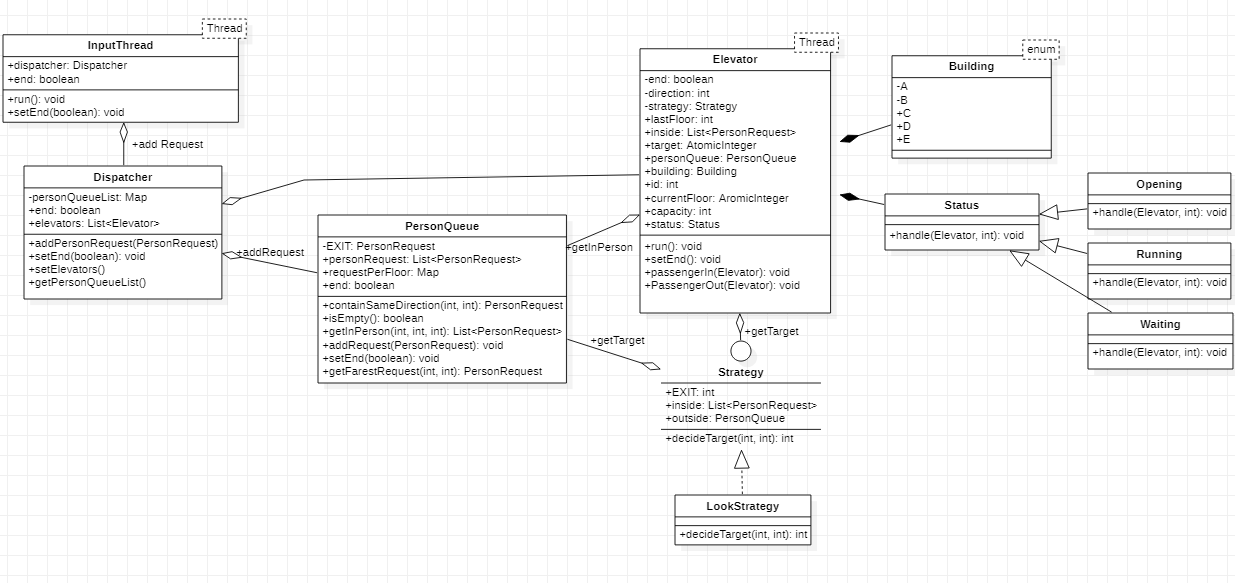 Thread
InputThread
+dispatcher: Dispatcher
+end: boolean
+run(): void
+setEnd(boolean): void
+add Request
Dispatcher
-personQueueList: Map
+end: boolean
+elevators: List<Elevator>
+addPersonRequest(PersonRequest)
+setEnd(boolean): void
+setElevators()
+getPersonQueueList()
+addRequest
PersonQueue
-EXIT: PersonRequest
+personRequest: List<PersonRequest>
+requestPerFloor: Map
+end: boolean
+containSameDirection(int, int): PersonRequest
+isEmpty(): boolean
+getInPerson(int, int, int): List<PersonRequest>
+addRequest(PersonRequest): void
+setEnd(boolean): void
+getFarestRequest(int, int): PersonRequest
+getInPerson
+getTarget
Thread
Elevator
-end: boolean
-direction: int
-strategy: Strategy
+lastFloor: int
+inside: List<PersonRequest>
+target: AtomicInteger
+personQueue: PersonQueue
+building: Building
+id: int
+currentFloor: AromicInteger
+capacity: int
+status: Status
+run(): void
+setEnd(): void
+passengerIn(Elevator): void
+PassengerOut(Elevator): void
+getTarget
Strategy
+EXIT: int
+inside: List<PersonRequest>
+outside: PersonQueue
+decideTarget(int, int): int
LookStrategy
+decideTarget(int, int): int
enum
Building
-A
-B
+C
+D
+E
Status
+handle(Elevator, int): void
Opening
+handle(Elevator, int): void
Running
+handle(Elevator, int): void
Waiting
+handle(Elevator, int): void